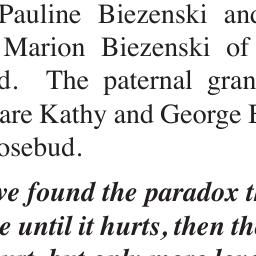 Pauline Biezenski and
Marion Biezenski of
d. The paternal gran
are Kathy and George
osebud.
ve found the paradox th
e until it hurts, then the
urt, but only more love